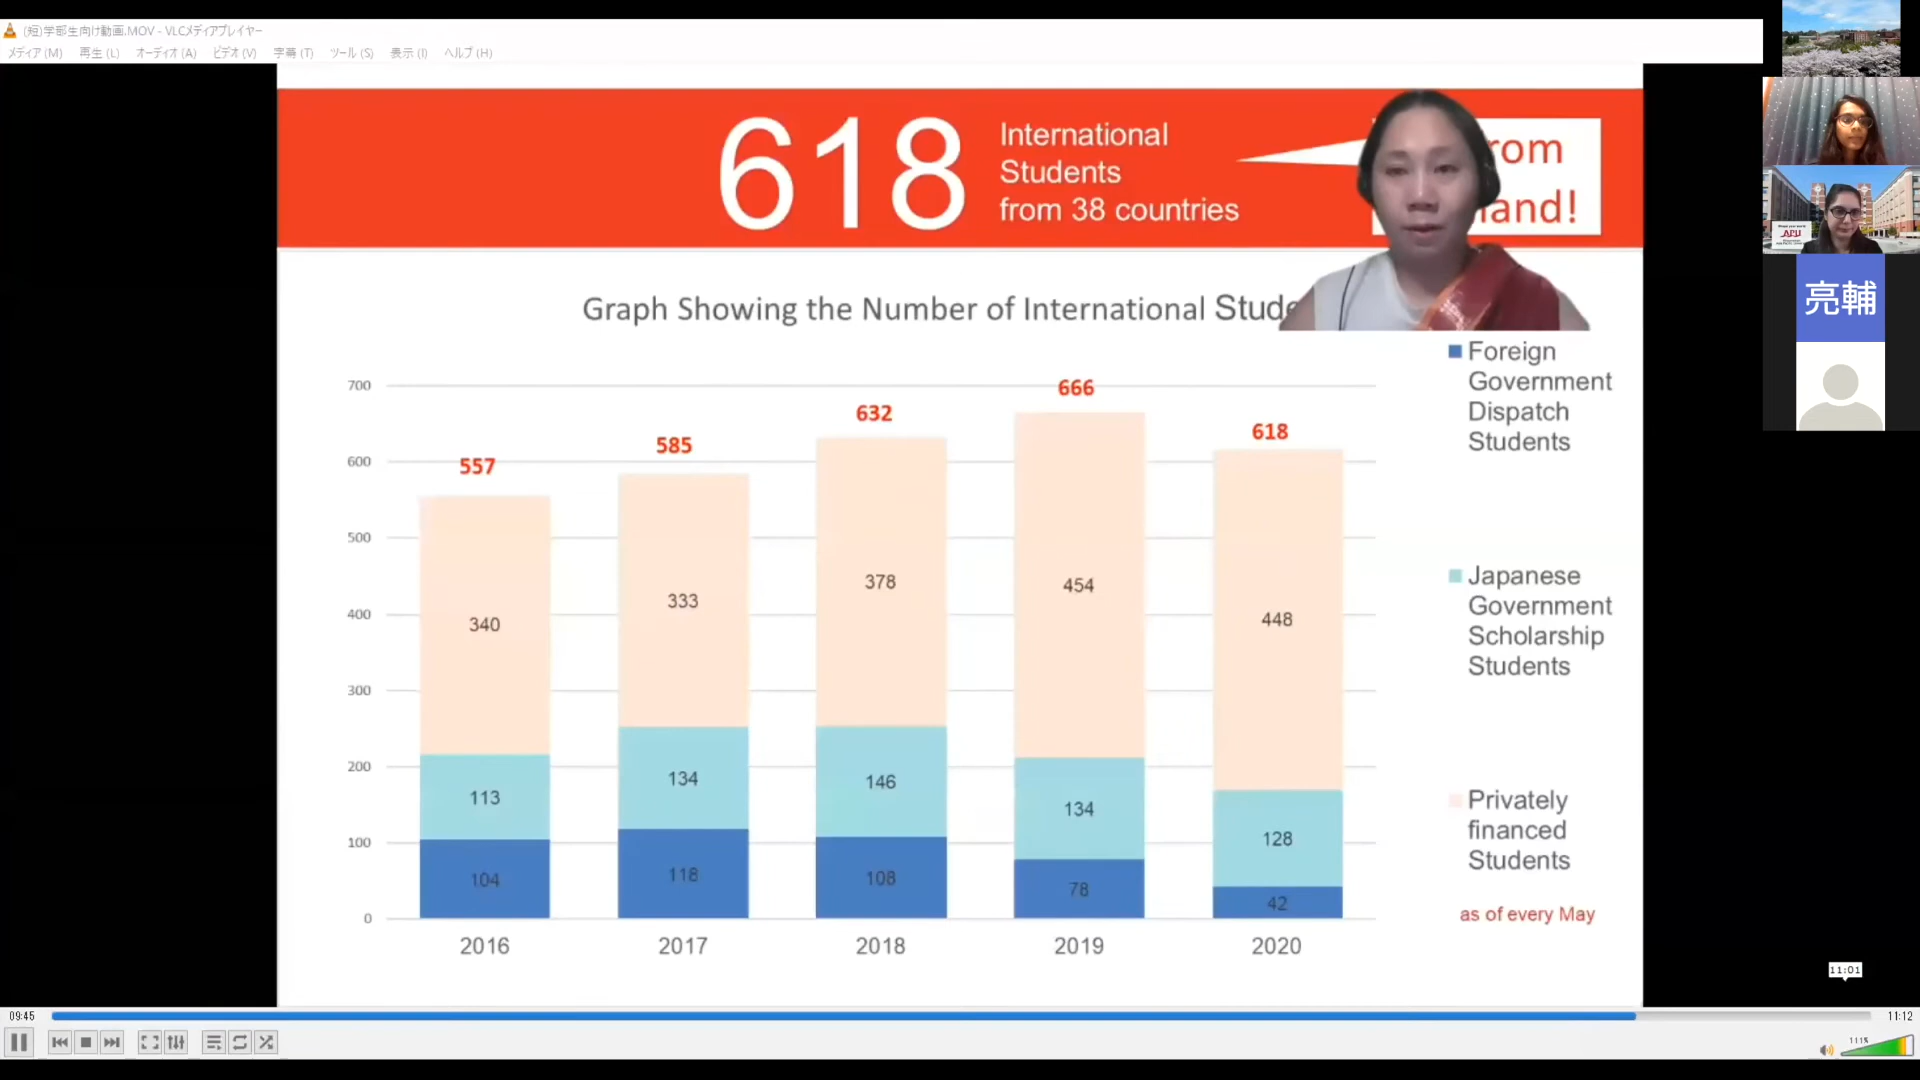 (短)学部生向け動画.MOV - VLCメディアプレイヤー
メディア (M) 再生 (L) オーディオ (A) ビデオ (V) 字幕 (T) ツール (S) 表示 (I) ヘルプ (H)
618
International
Students
from 38 countries
rom
land!
Graph Showing the Number of International Stude
700
600
500
400
300
200
100
0
557
340
113
104
2016
585
333
134
118
2017
632
378
146
108
2018
666
454
134
78
2019
618
448
128
42
2020
Foreign
Government
Dispatch
Students
Japanese
Government
Scholarship
Students
Privately
financed
Students
as of every May
APU
亮輔
11:01
09:45
11:12
111%